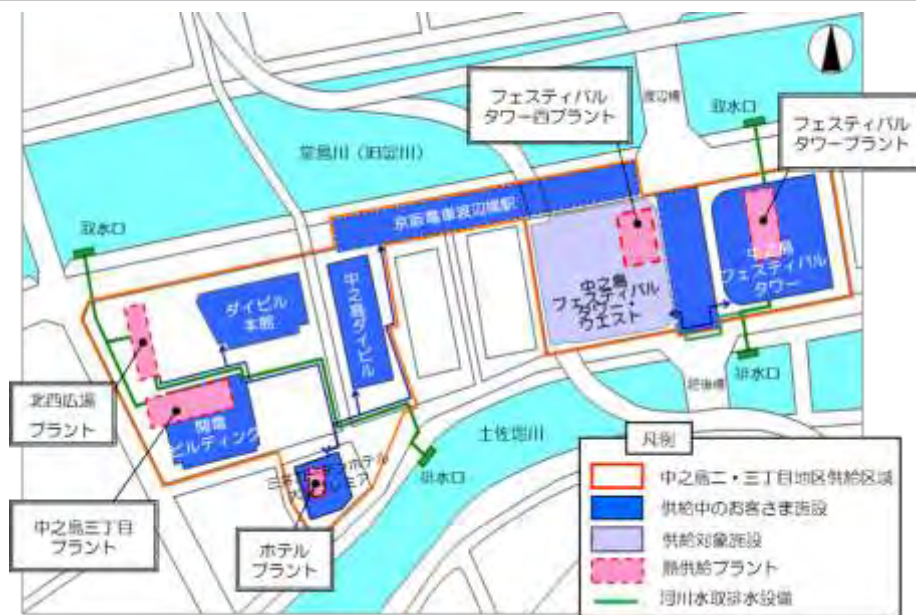 フェスティバル
タワー西プラント
渡辺橋
取水口
フェスティバル
タワープラント
堂島川（旧淀川）
京阪電車渡辺橋駅
取水口
中之島
フェスティバル
タワー・
ウエスト
中之島
フェスティバル
タワー
ダイビル
本館
中之島ダイビル
北西広場
プラント
関電
ビルディング
肥後橋
排水口
土佐堀川
排水口
中之島三丁目
プラント
ホテル
プラント
凡例
中之島二・三丁目地区供給区域
供給中のお客さま施設
供給対象施設
熱供給プラント
河川水取排水設備